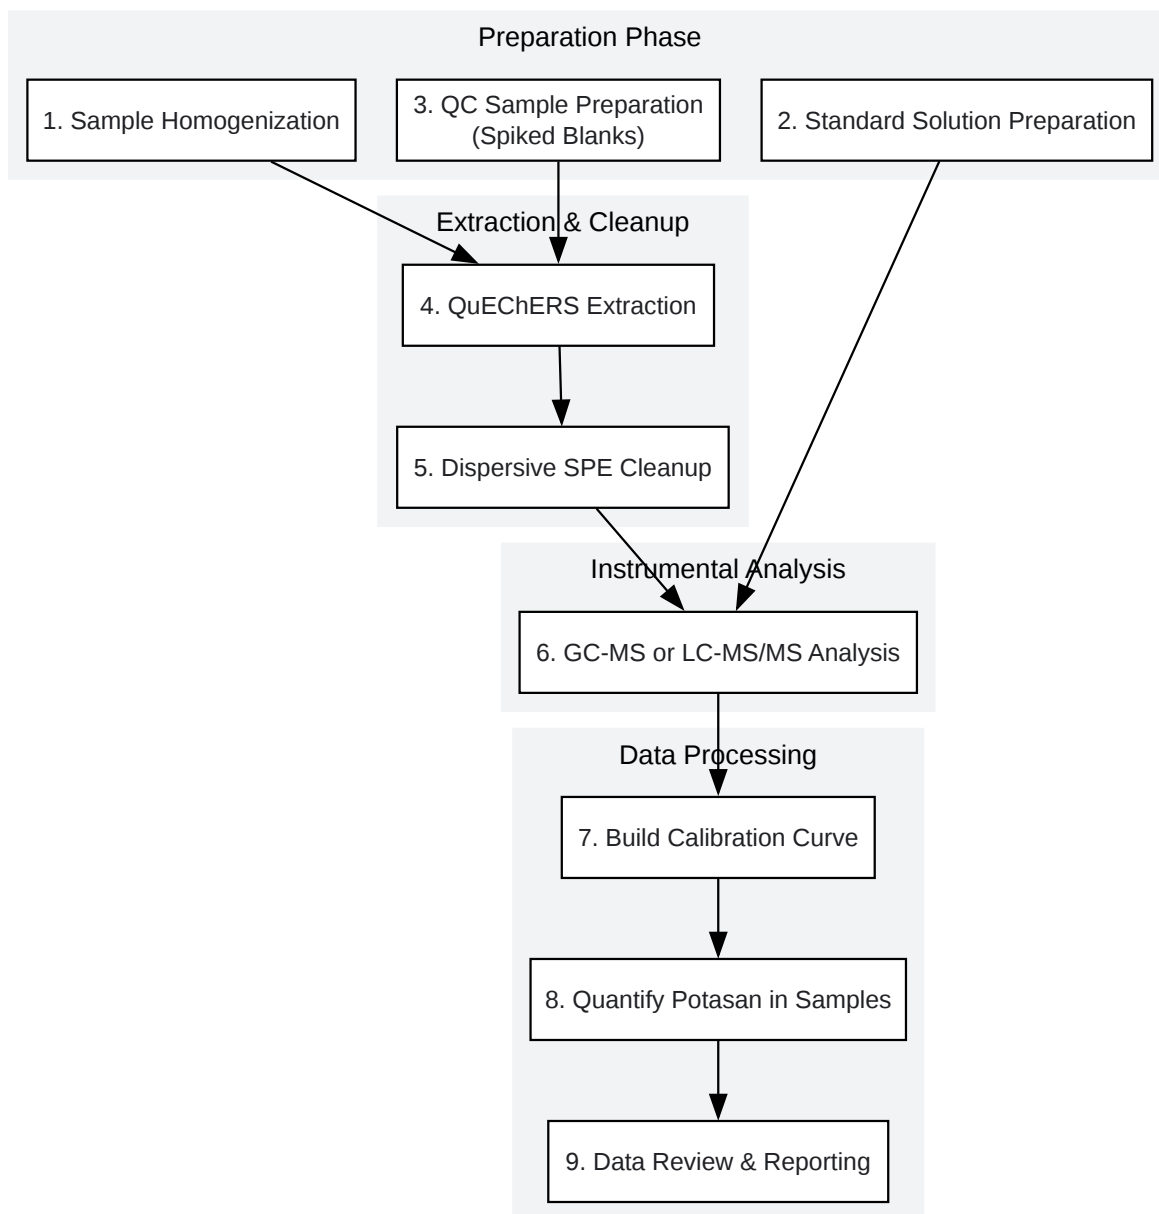 Preparation Phase
1. Sample Homogenization
3. QC Sample Preparation
(Spiked Blanks)
2. Standard Solution Preparation
Extraction & Cleanup
4. QuEChERS Extraction
5. Dispersive SPE Cleanup
Instrumental Analysis
6. GC-MS or LC-MS/MS Analysis
Data Processing
7. Build Calibration Curve
8. Quantify Potasan in Samples
9. Data Review & Reporting